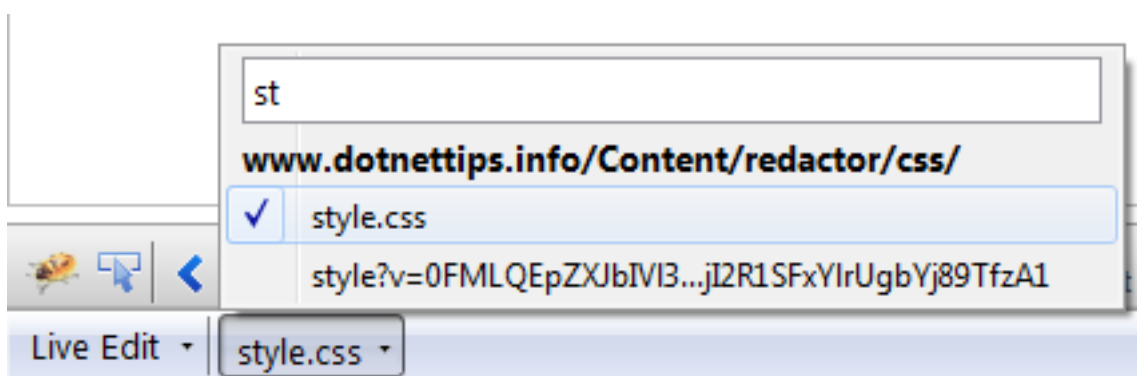 st
www.dotnettips.info/Content/redactor/css/
style.css
style?v=0FMLQEpZXJbIVl3...jI2R1SFxYIrUgbYj89TfzA1
Live Edit
style.css